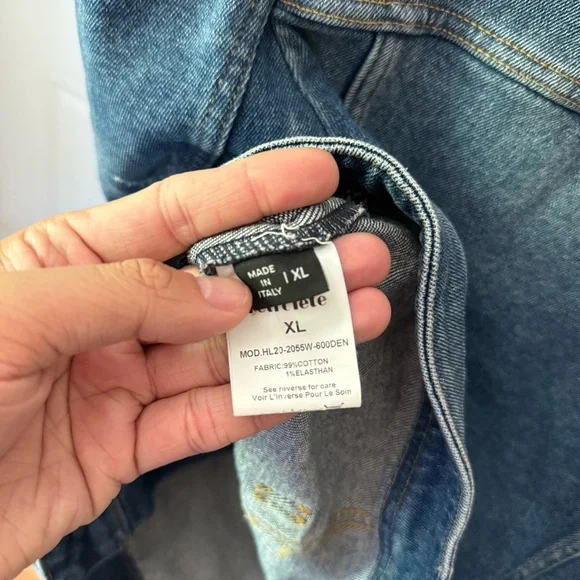 MADE
IN
ITALY
XL
XL
MOD.HL20-2055W-600DEN
FABRIC:99%COTTON
1%ELASTHAN
See reverse for care
Voir L'Inverse Pour Le Soin